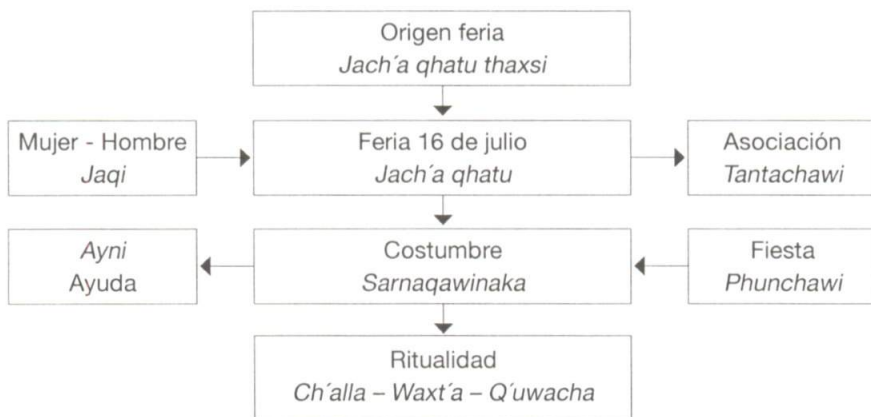 Origen feria
Jach´a qhatu thaxsi
Mujer - Hombre
Jaqi
Feria 16 de julio
Jach´a qhatu
Asociación
Tantachawi
Ayni
Ayuda
Costumbre
Sarnaqawinaka
Fiesta
Phunchawi
Ritualidad
Ch´alla – Waxt´a – Q´uwacha